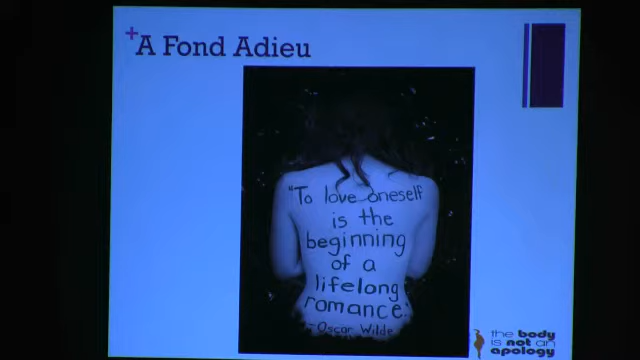 +A Fond Adieu
"To love oneself
is the
beginning
of a
lifelong
romance."
-Oscar Wilde
the body
is not an
apology